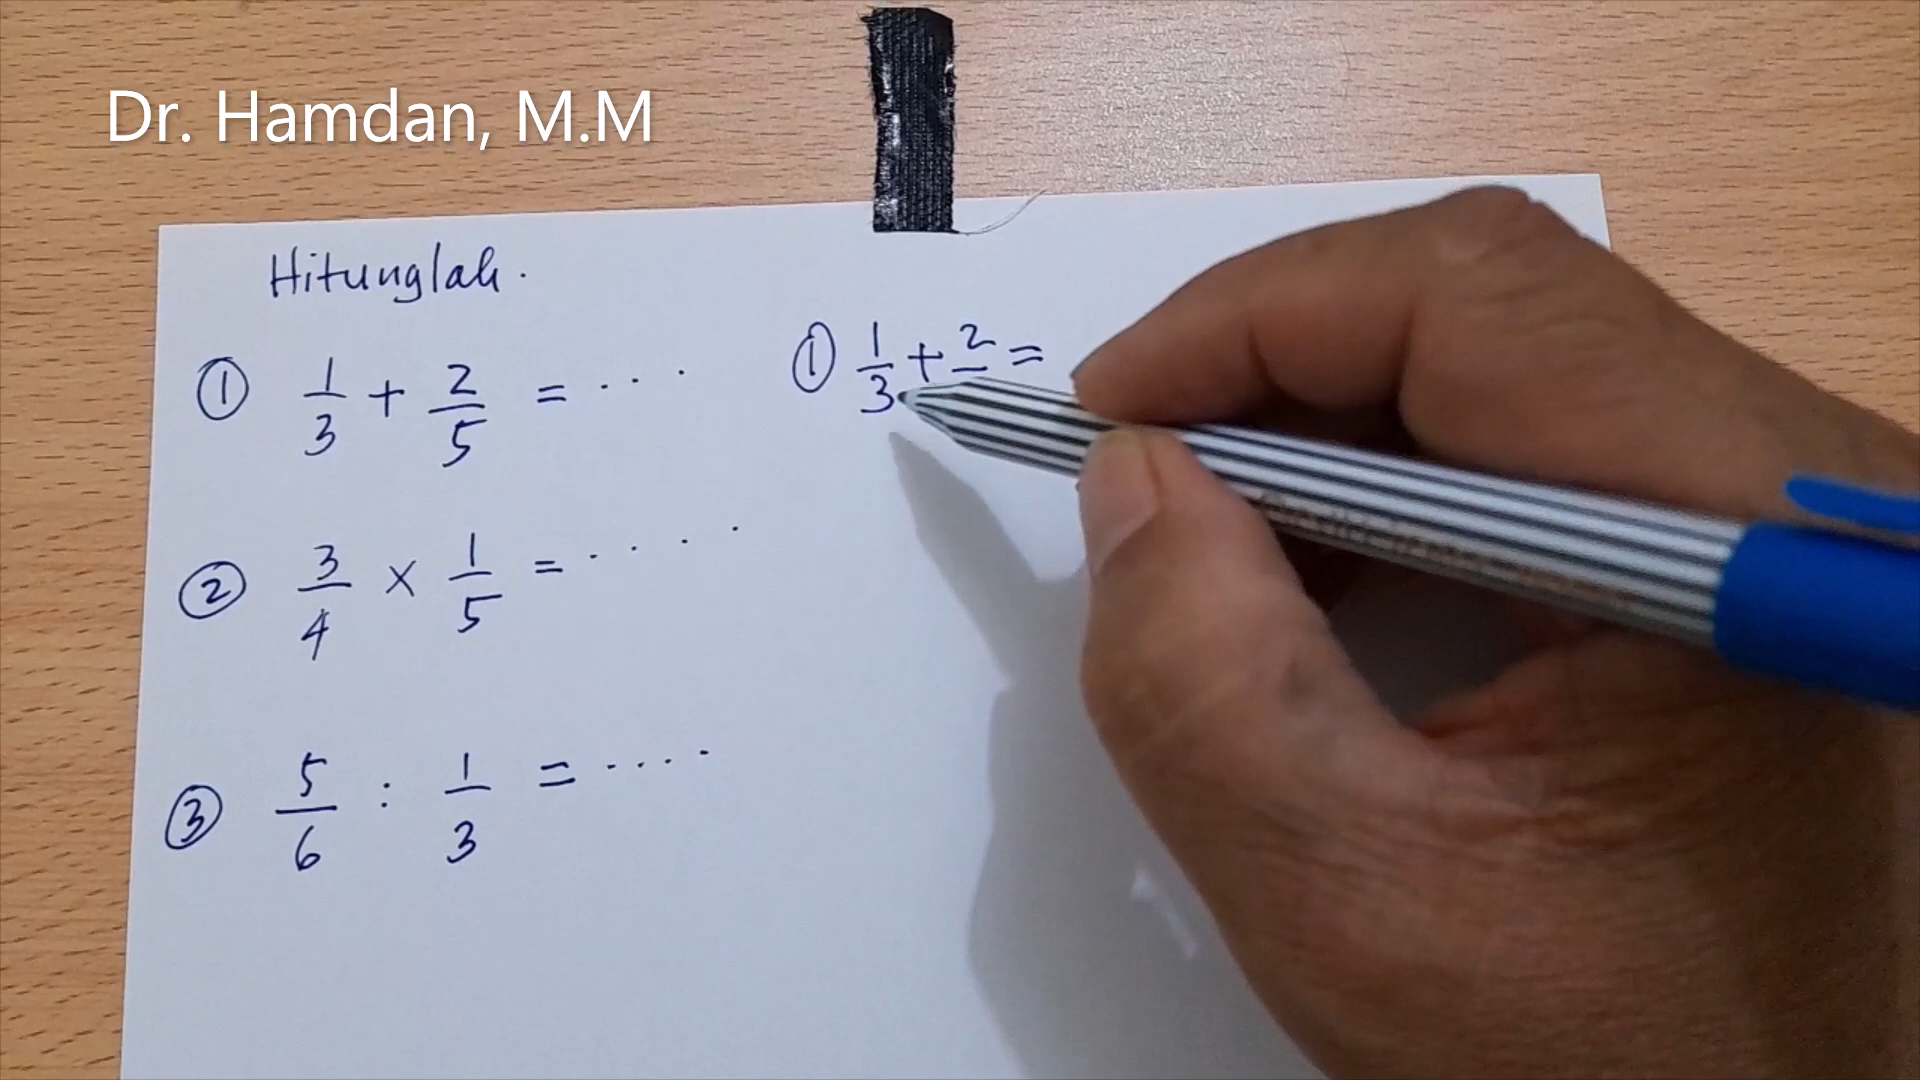 Dr. Hamdan, M.M
Hitunglah.
① 1/3 + 2/5 = ....
② 3/4 × 1/5 = ....
③ 5/6 : 1/3 = ....
① 1/3 + 2/ =